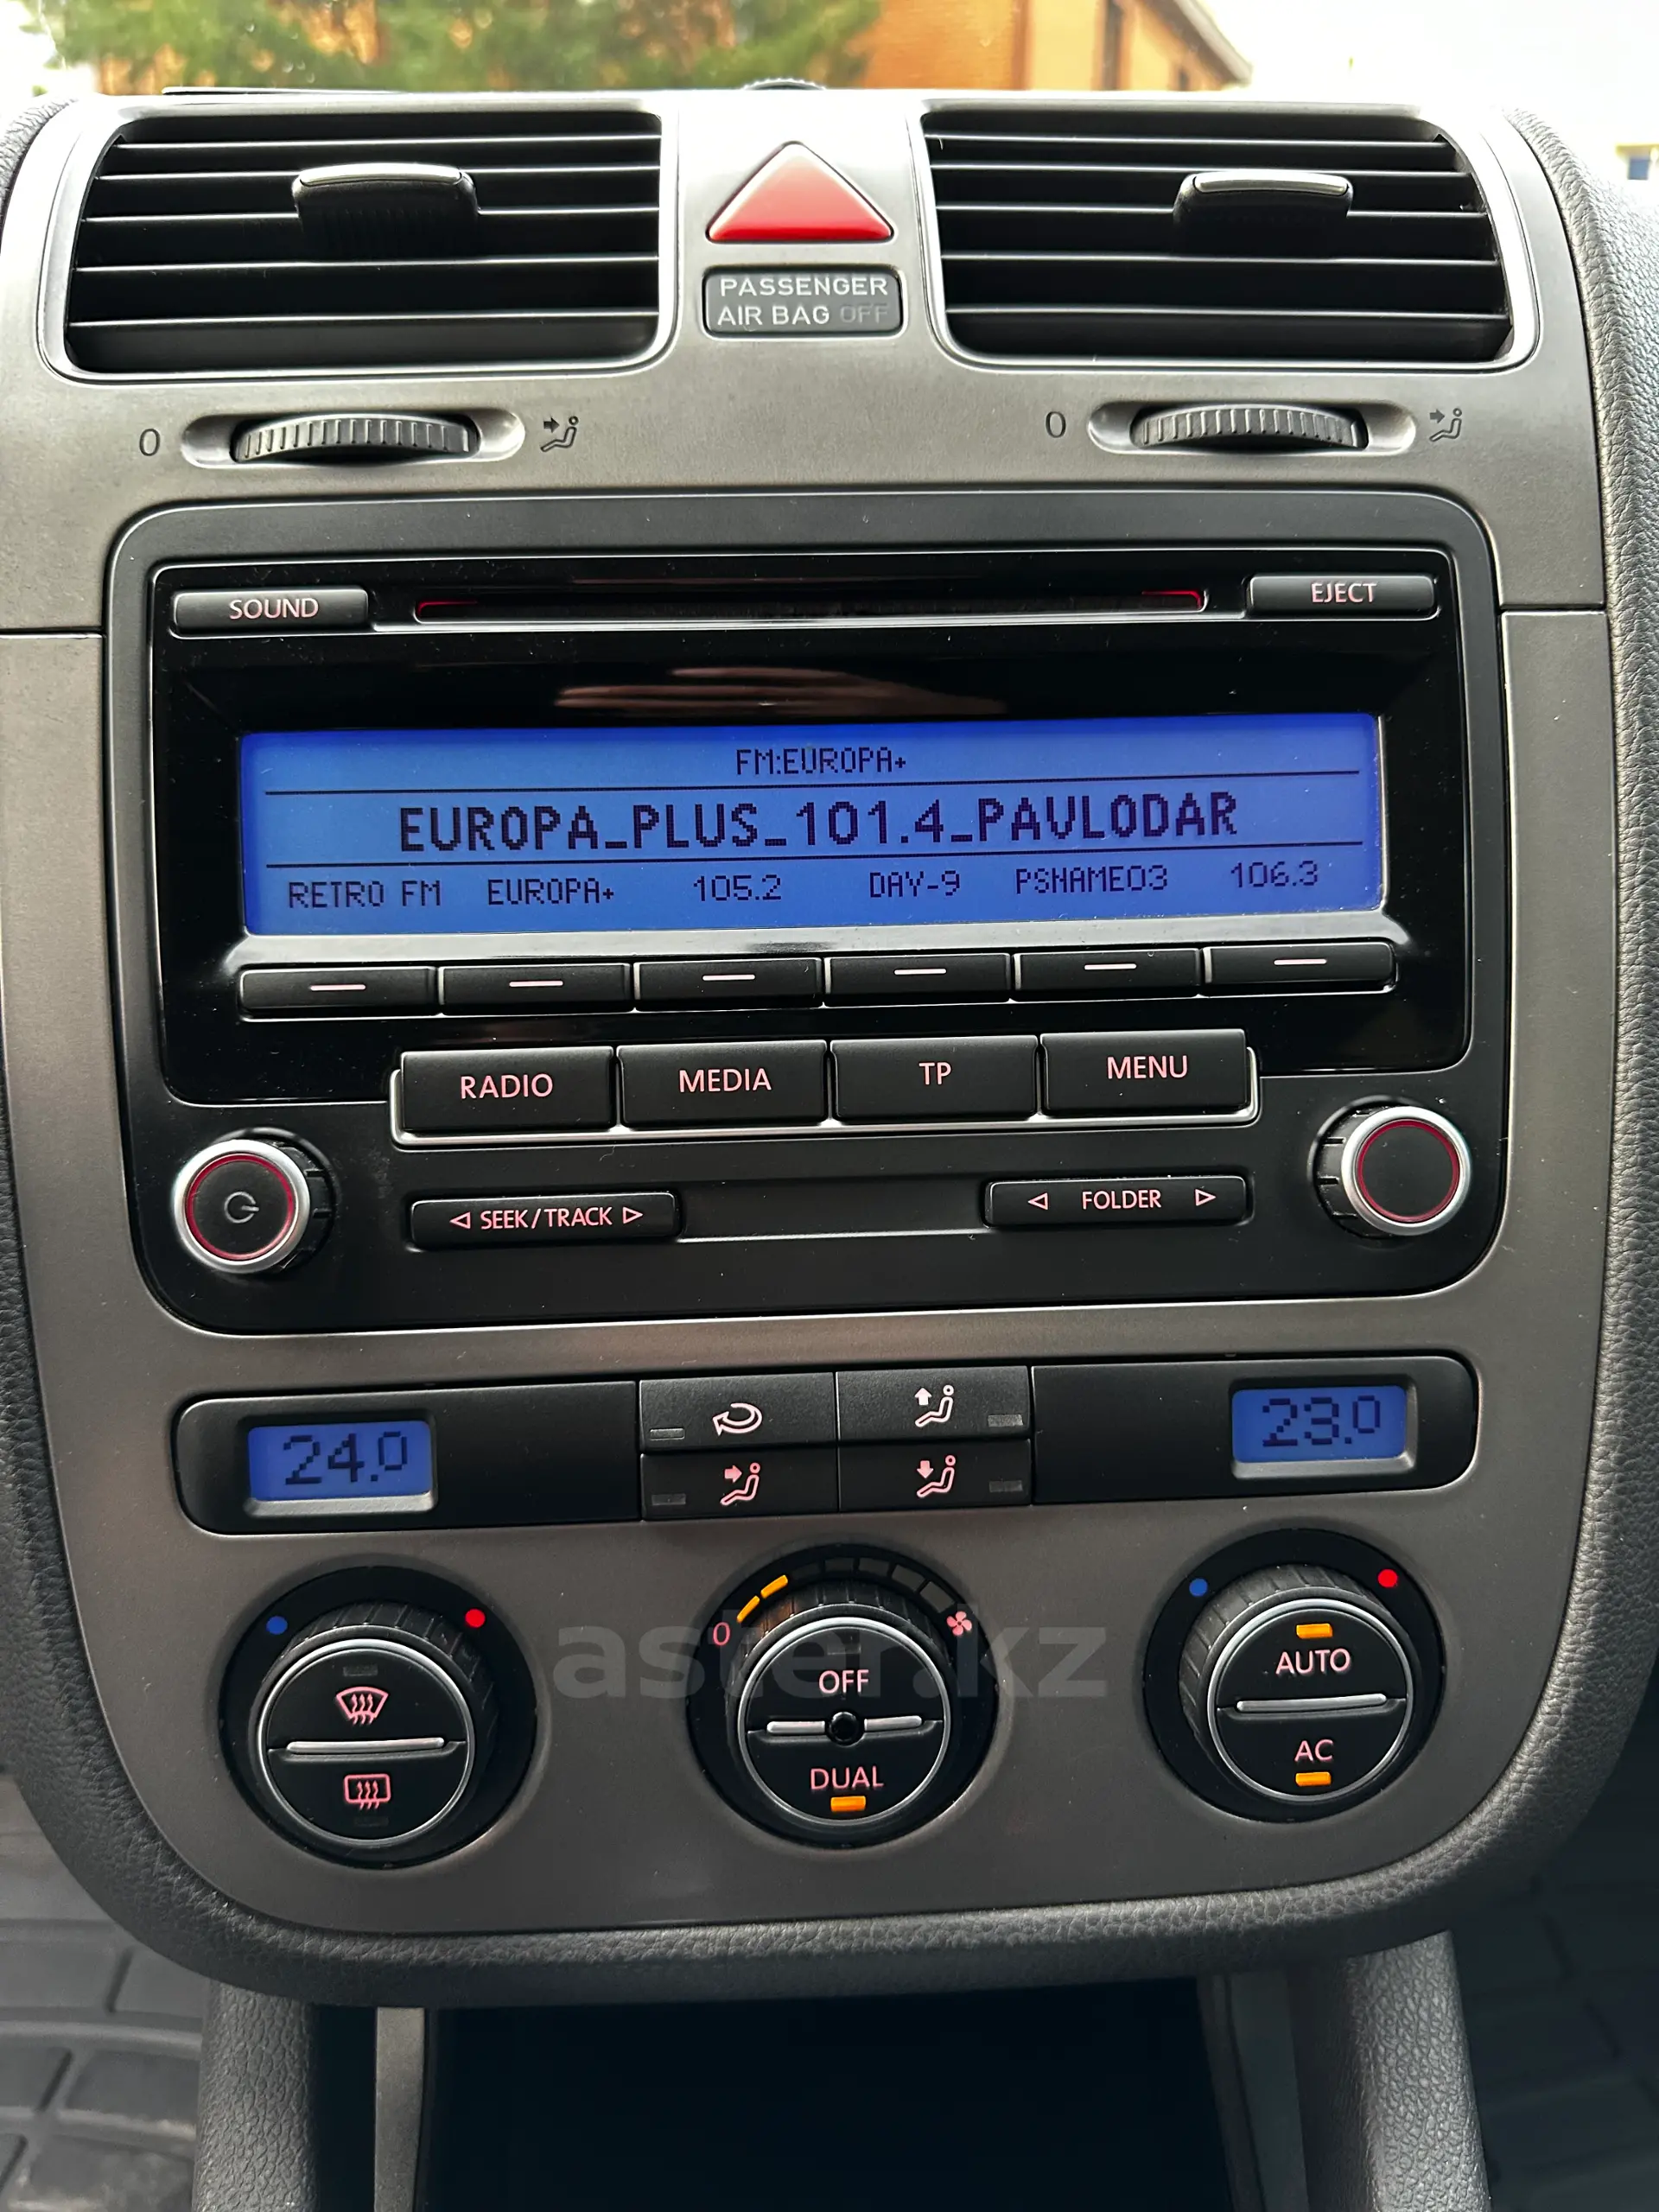 PASSENGER
AIR BAG OFF
0
0
SOUND
EJECT
FM:EUROPA+
EUROPA_PLUS_101.4_PAVLODAR
RETRO FM EUROPA+ 105.2 DAY-9 PSNAME03 106.3
RADIO MEDIA TP MENU
SEEK/TRACK
FOLDER
24.0
23.0
0
OFF
DUAL
AUTO
AC
aster.kz